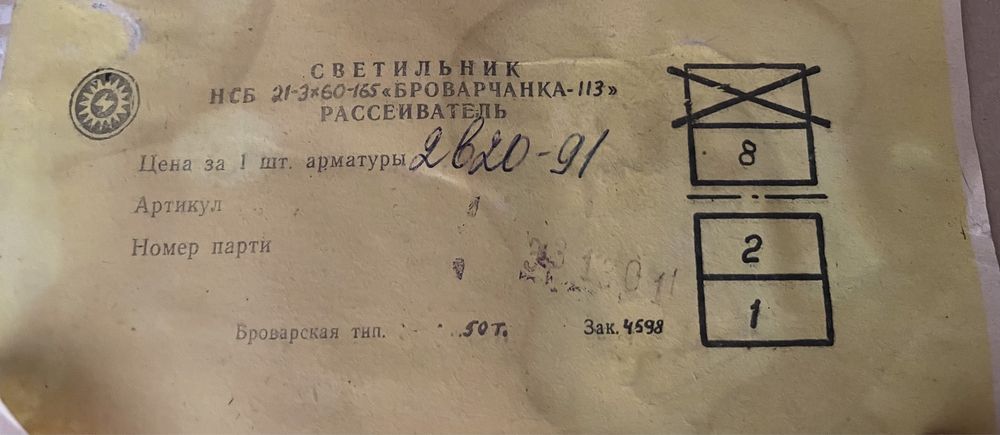 СВЕТИЛЬНИК
НСБ 21-3×60-165 «БРОВАРЧАНКА-113»
РАССЕИВАТЕЛЬ
Цена за 1 шт. арматуры 2в20-91
Артикул
Номер парти
Броварская тип. 50т. Зак. 4598
8
2
1